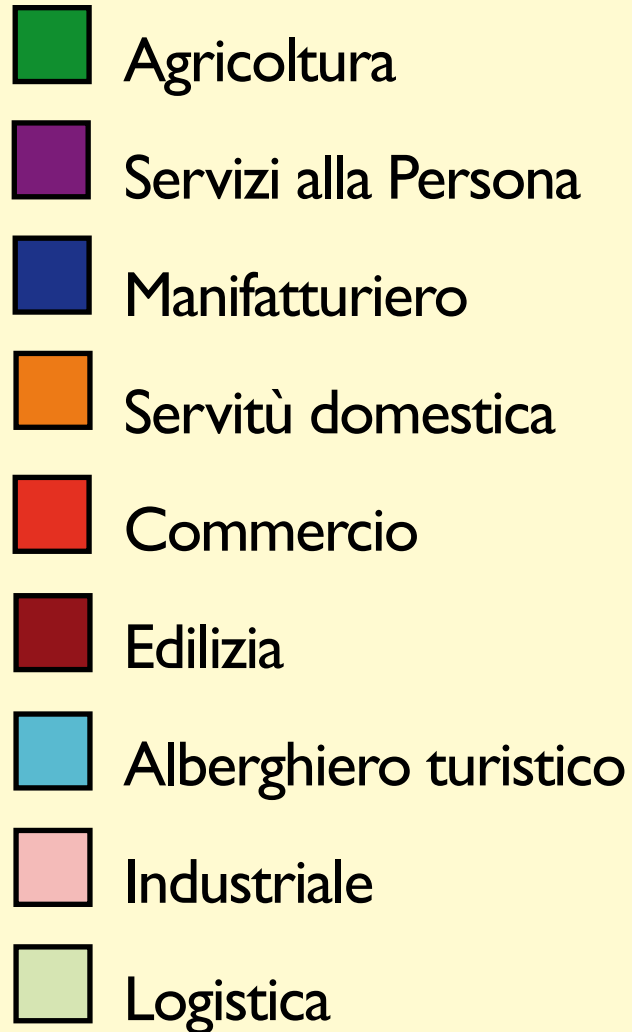 Agricoltura
Servizi alla Persona
Manifatturiero
Servitù domestica
Commercio
Edilizia
Alberghiero turistico
Industriale
Logistica